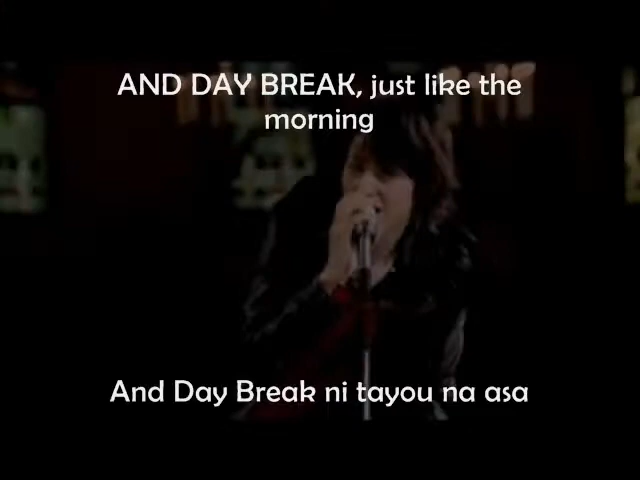 AND DAY BREAK, just like the
morning
And Day Break ni tayou na asa